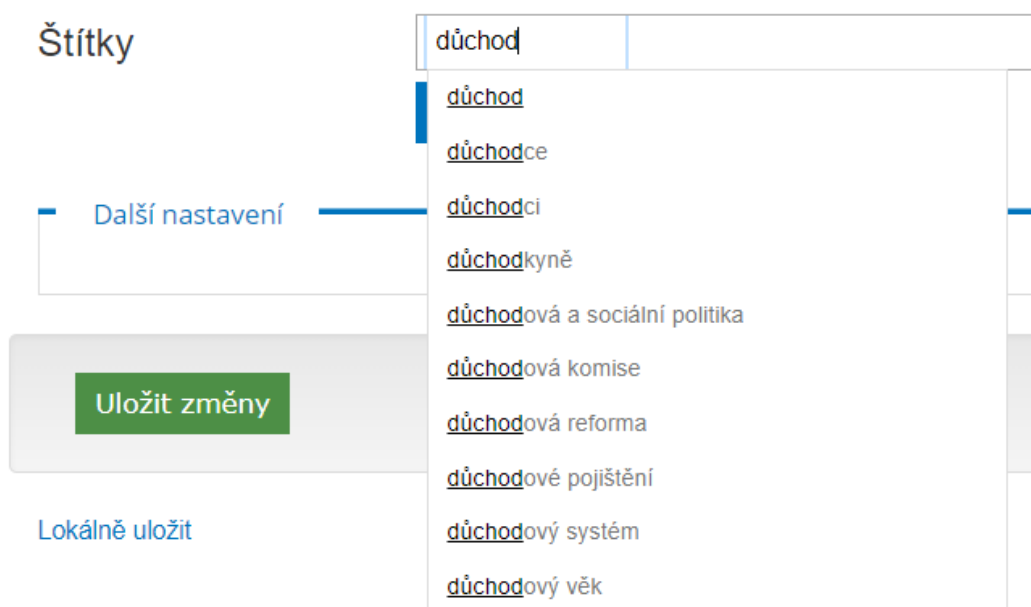 Štítky
důchod
důchod
důchodce
důchodci
důchodkyně
důchodová a sociální politika
důchodová komise
důchodová reforma
důchodové pojištění
důchodový systém
důchodový věk
Další nastavení
Uložit změny
Lokálně uložit